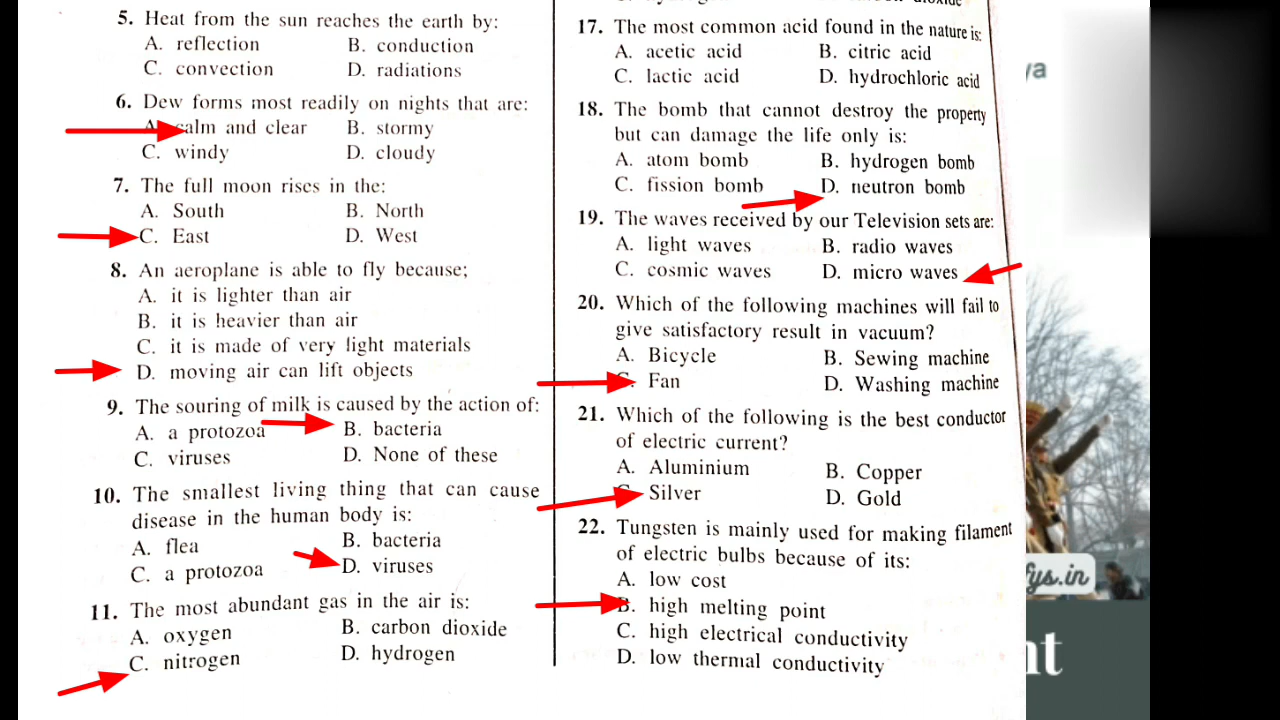 5. Heat from the sun reaches the earth by:
A. reflection B. conduction
C. convection D. radiations
6. Dew forms most readily on nights that are:
calm and clear B. stormy
C. windy D. cloudy
7. The full moon rises in the:
A. South B. North
C. East D. West
8. An aeroplane is able to fly because;
A. it is lighter than air
B. it is heavier than air
C. it is made of very light materials
D. moving air can lift objects
9. The souring of milk is caused by the action of:
A. a protozoa B. bacteria
C. viruses D. None of these
10. The smallest living thing that can cause
disease in the human body is:
A. flea B. bacteria
C. a protozoa D. viruses
11. The most abundant gas in the air is:
A. oxygen B. carbon dioxide
C. nitrogen D. hydrogen
17. The most common acid found in the nature is:
A. acetic acid B. citric acid
C. lactic acid D. hydrochloric acid
18. The bomb that cannot destroy the property
but can damage the life only is:
A. atom bomb B. hydrogen bomb
C. fission bomb D. neutron bomb
19. The waves received by our Television sets are:
A. light waves B. radio waves
C. cosmic waves D. micro waves
20. Which of the following machines will fail to
give satisfactory result in vacuum?
A. Bicycle B. Sewing machine
Fan D. Washing machine
21. Which of the following is the best conductor
of electric current?
A. Aluminium B. Copper
Silver D. Gold
22. Tungsten is mainly used for making filament
of electric bulbs because of its:
A. low cost
B. high melting point
C. high electrical conductivity
D. low thermal conductivity
ya
fys.in
nt